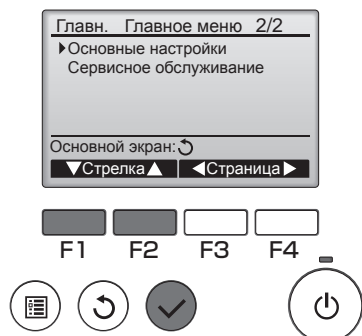 Главн. Главное меню 2/2
Основные настройки
Сервисное обслуживание
Основной экран:
Стрелка Страница
F1 F2 F3 F4